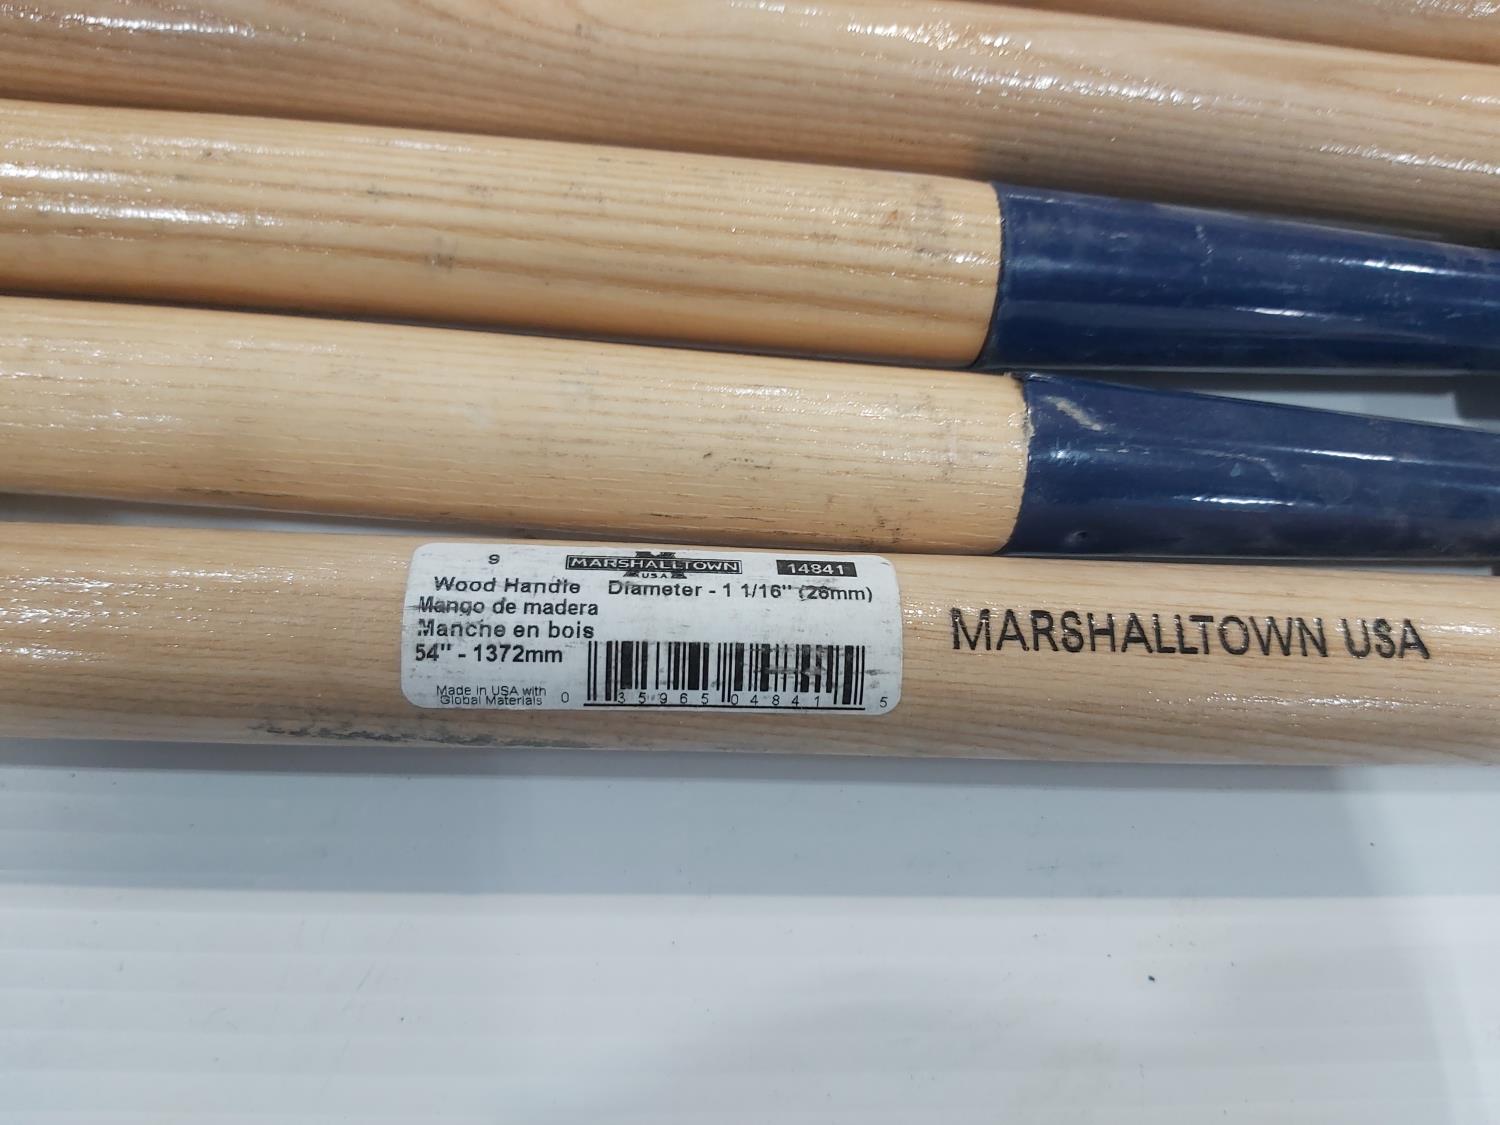 9
MARSHALLTOWN
USA
14841
Wood Handle
Diameter - 1 1/16" (26mm)
Mango de madera
Manche en bois
54" - 1372mm
Made in USA with
Global Materials
0 35965 04841 5
MARSHALLTOWN USA